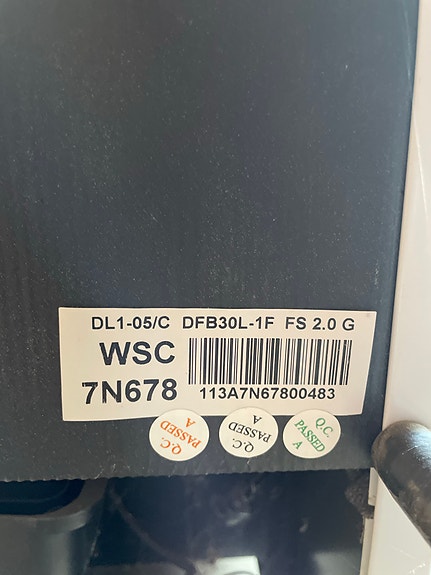 DL1-05/C DFB30L-1F FS 2.0 G
WSC
7N678
113A7N67800483
Q.C.
PASSED
A
Q.C.
PASSED
A
Q.C.
PASSED
A